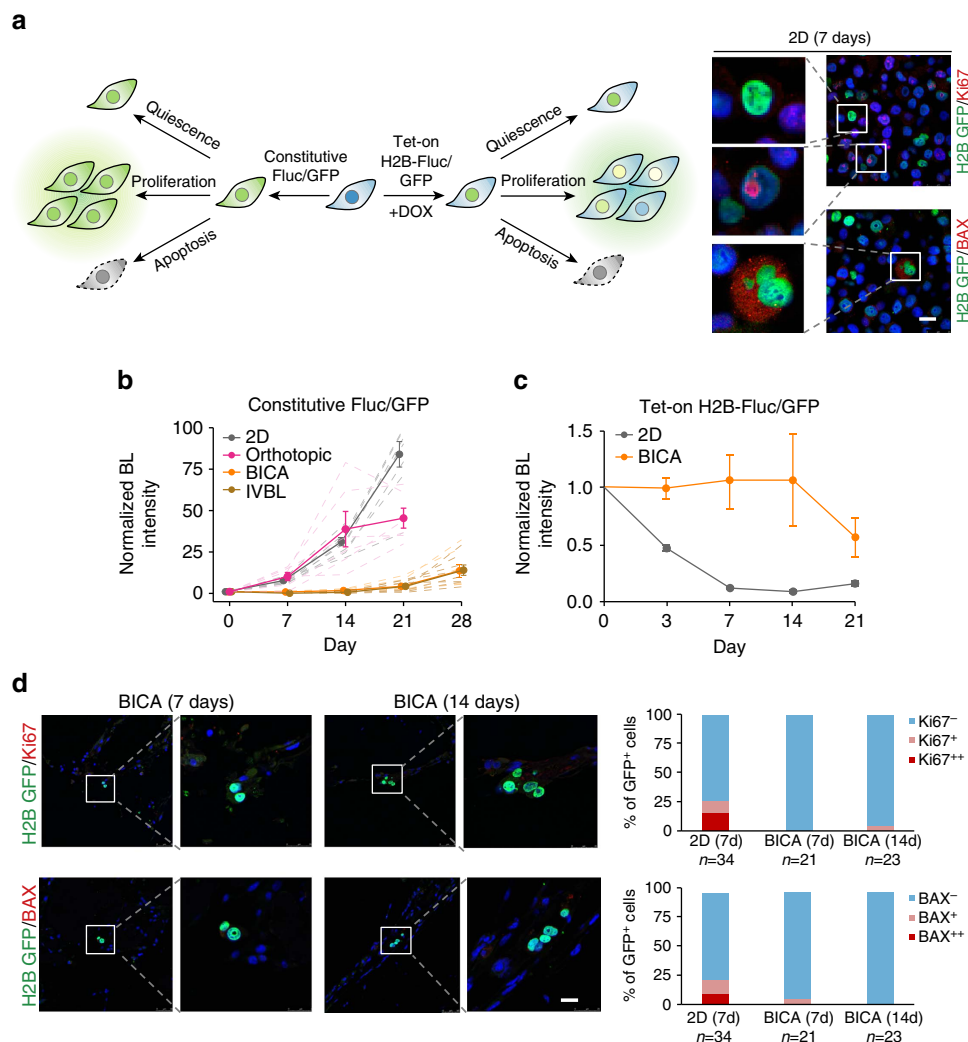 a
2D (7 days)
Quiescence
Proliferation
Apoptosis
Constitutive
Fluc/GFP
Tet-on
H2B-Fluc/
GFP
+DOX
Quiescence
Proliferation
Apoptosis
H2B GFP/Ki67
H2B GFP/BAX
b
Constitutive Fluc/GFP
2D
Orthotopic
BICA
IVBL
Normalized BL
intensity
100
75
50
25
0
0 7 14 21 28
Day
c
Tet-on H2B-Fluc/GFP
2D
BICA
Normalized BL
intensity
1.5
1.0
0.5
0.0
0 3 7 14 21
Day
d
BICA (7 days)
BICA (14 days)
H2B GFP/Ki67
H2B GFP/BAX
% of GFP⁺ cells
100
75
50
25
0
Ki67⁻
Ki67⁺
Ki67⁺⁺
2D (7d) BICA (7d) BICA (14d)
n=34 n=21 n=23
% of GFP⁺ cells
100
75
50
25
0
BAX⁻
BAX⁺
BAX⁺⁺
2D (7d) BICA (7d) BICA (14d)
n=34 n=21 n=23